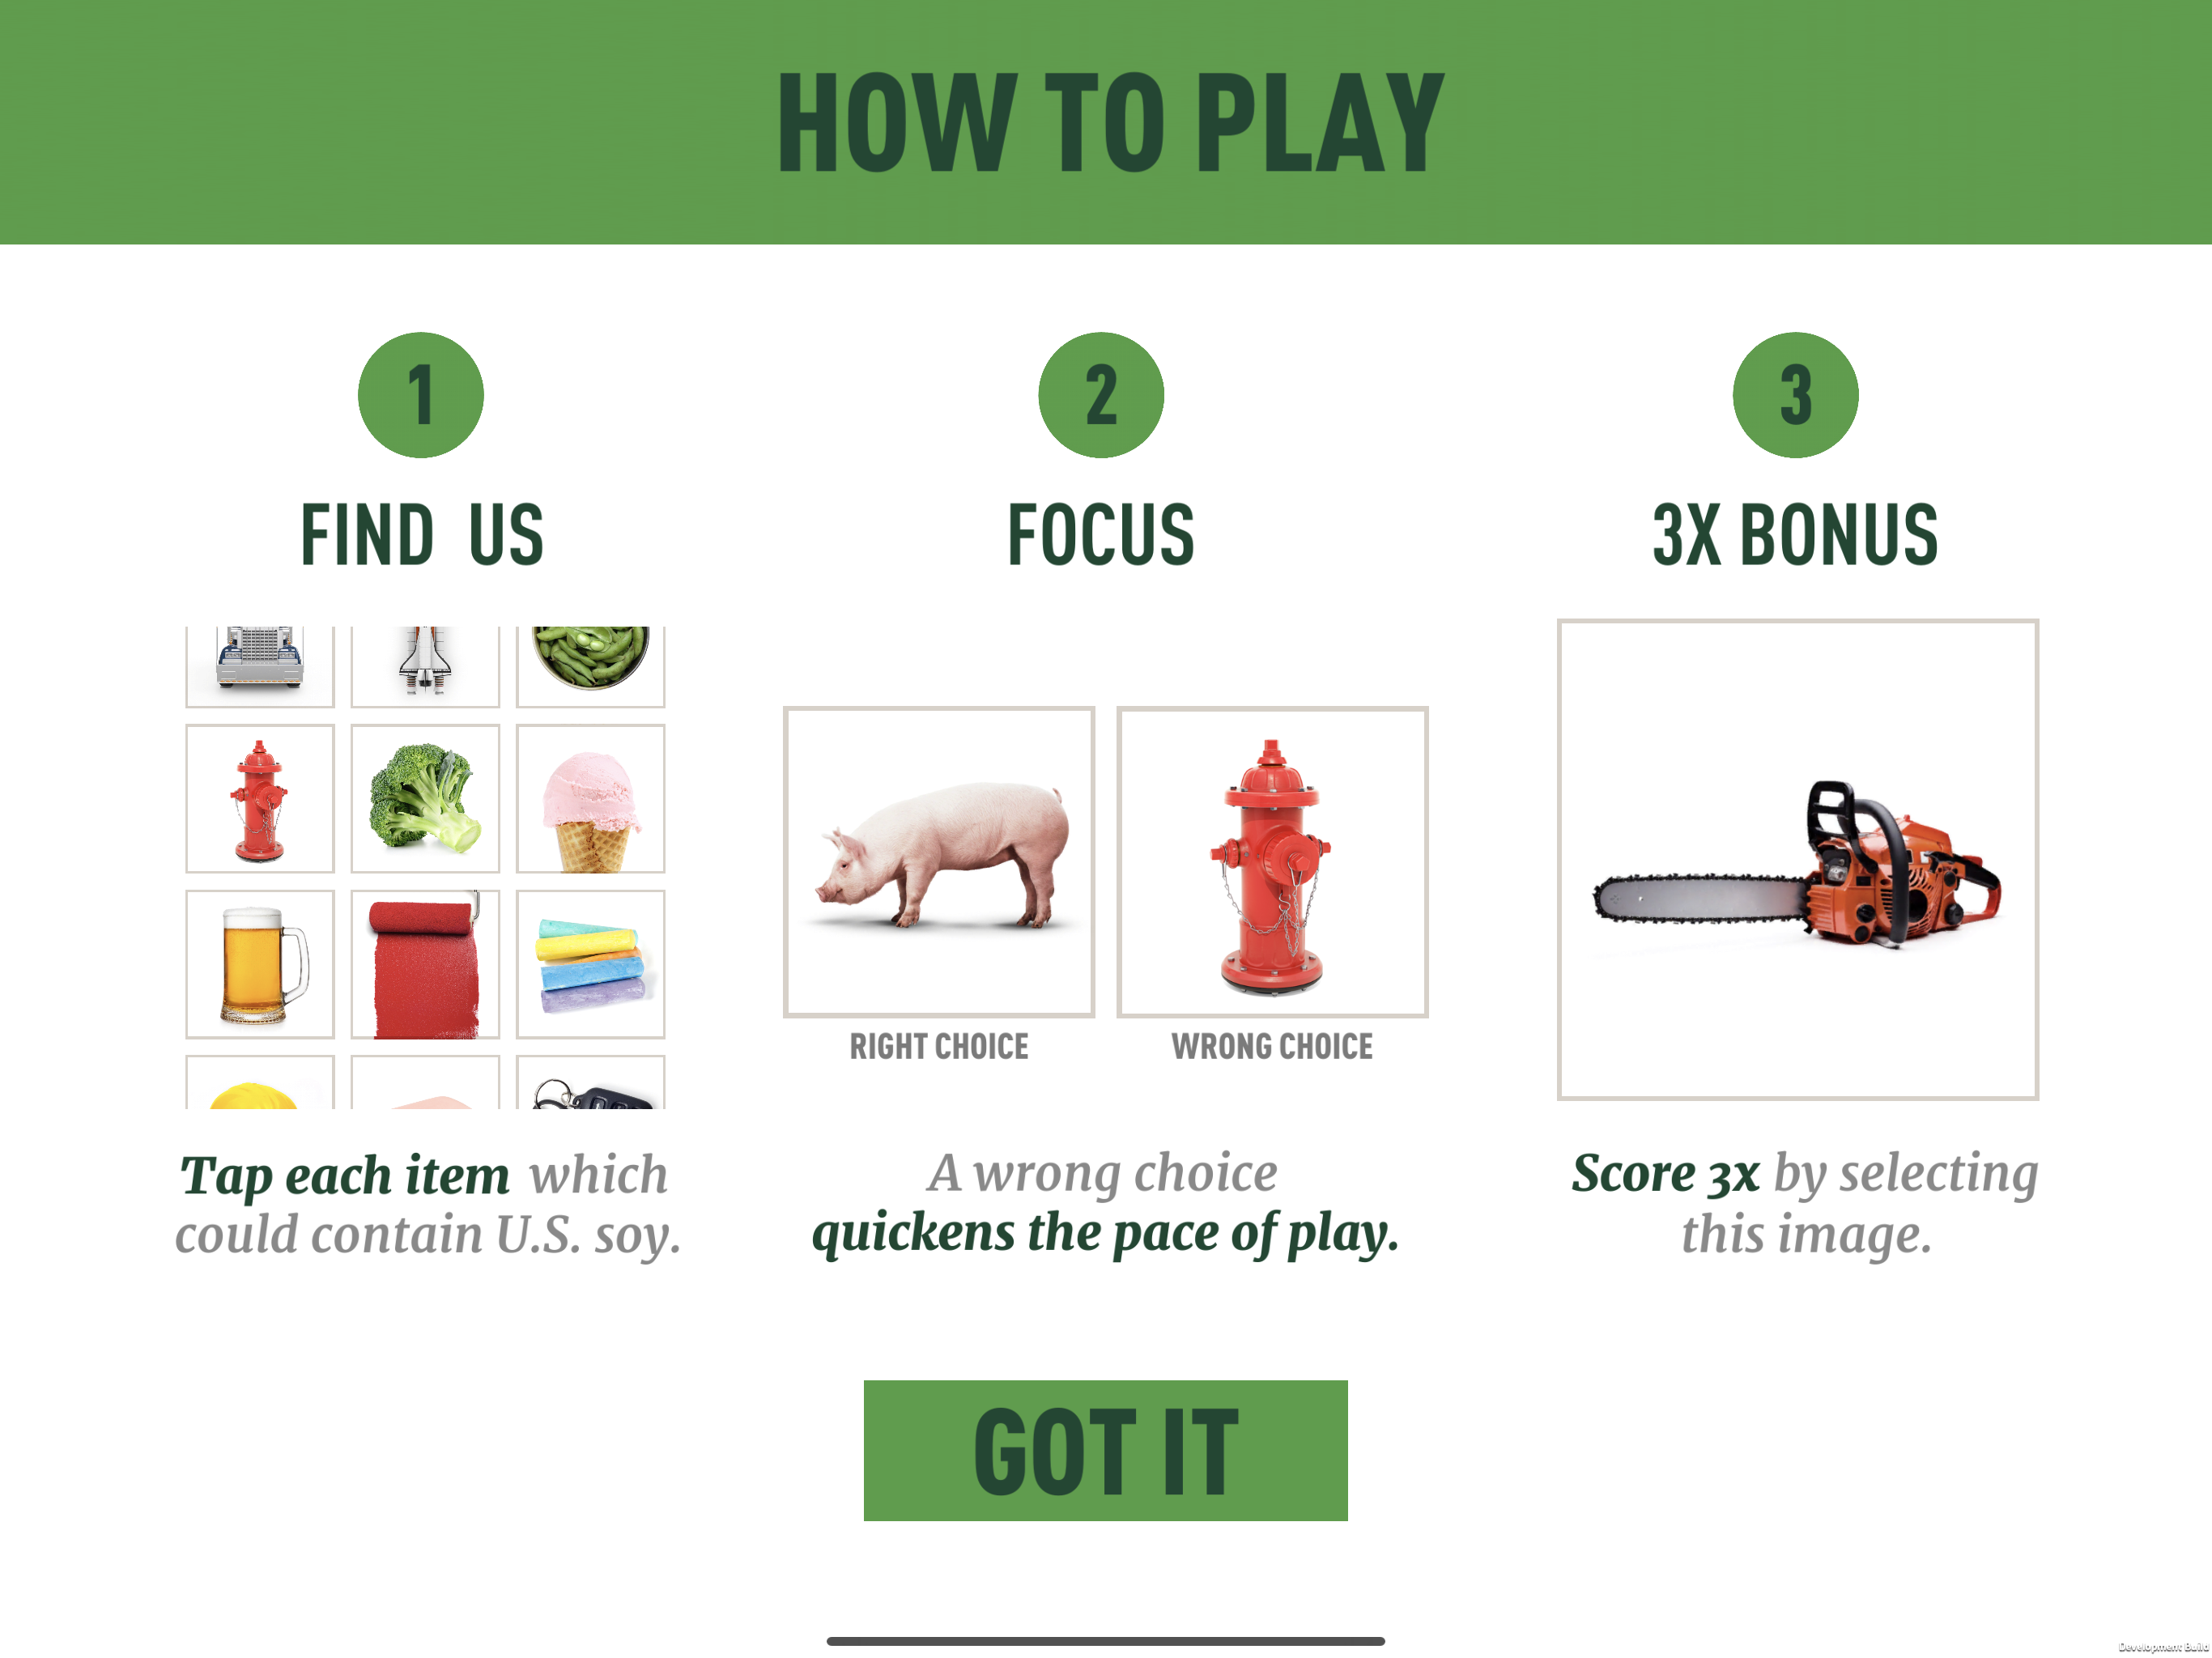 HOW TO PLAY
1
FIND US
Tap each item which
could contain U.S. soy.
2
FOCUS
RIGHT CHOICE
WRONG CHOICE
A wrong choice
quickens the pace of play.
3
3X BONUS
Score 3x by selecting
this image.
GOT IT
Development Build